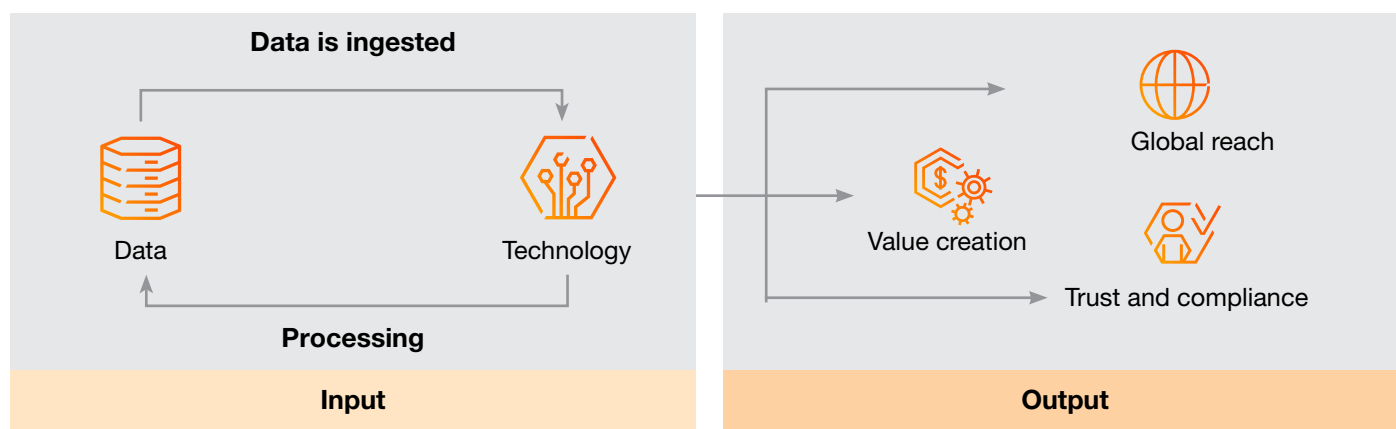 Data is ingested
Data
Technology
Processing
Input
Global reach
$
Value creation
Trust and compliance
Output